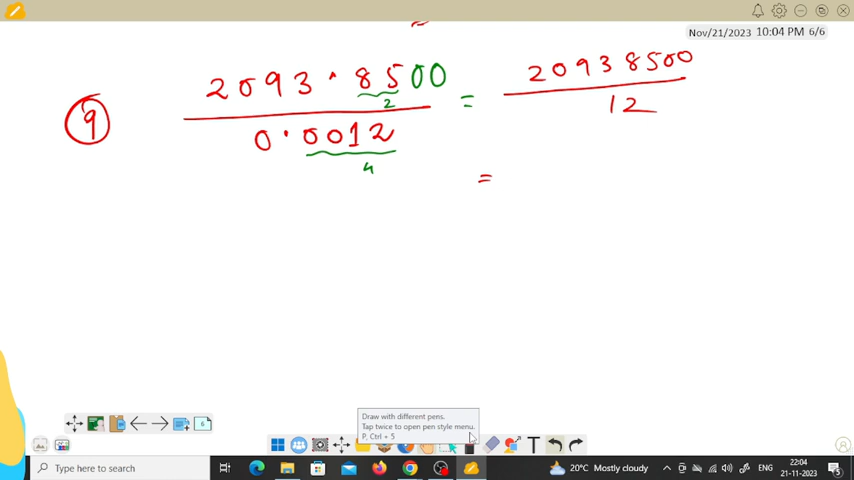 Nov/21/2023 10:04 PM 6/6
9
2093.8500 = 20938500
2
0.0012 12
4
=
6
Draw with different pens.
Tap twice to open pen style menu.
P, Ctrl + 5
T
Type here to search
20°C Mostly cloudy
ENG
22:04
21-11-2023
5